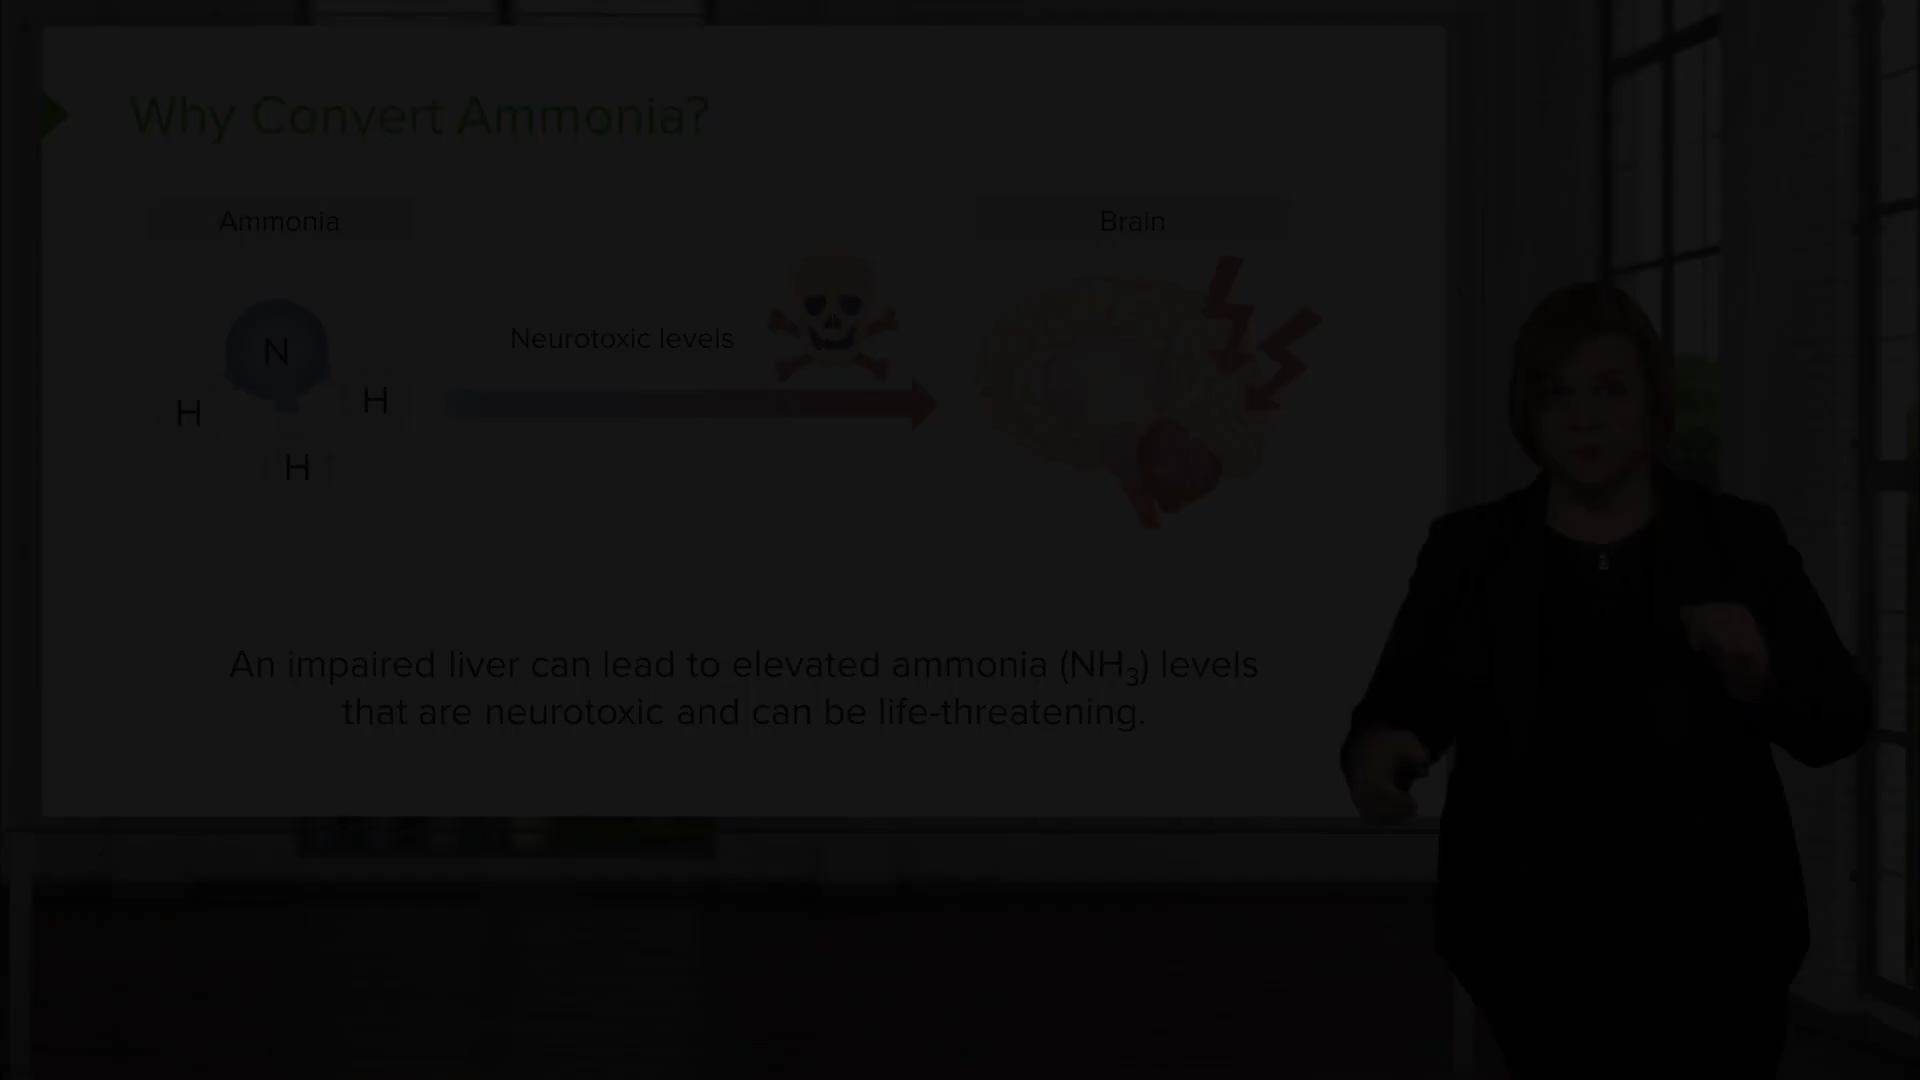 Why Convert Ammonia?
Ammonia
Brain
Neurotoxic levels
N
H
H
H
An impaired liver can lead to elevated ammonia (NH₃) levels
that are neurotoxic and can be life-threatening.